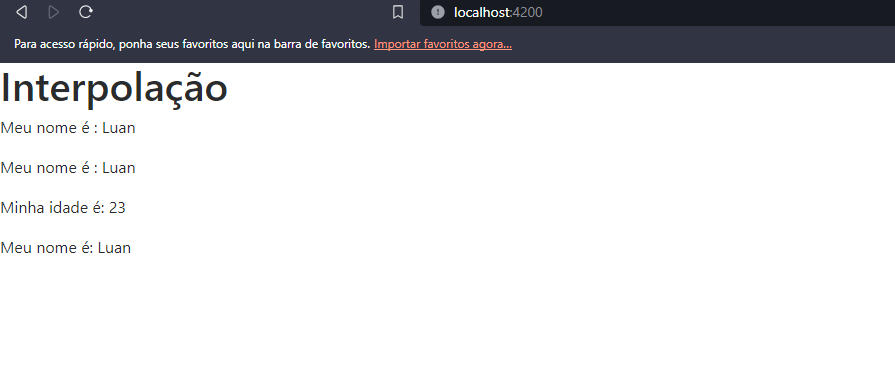 localhost:4200
Para acesso rápido, ponha seus favoritos aqui na barra de favoritos. Importar favoritos agora...
Interpolação
Meu nome é : Luan
Meu nome é : Luan
Minha idade é: 23
Meu nome é: Luan